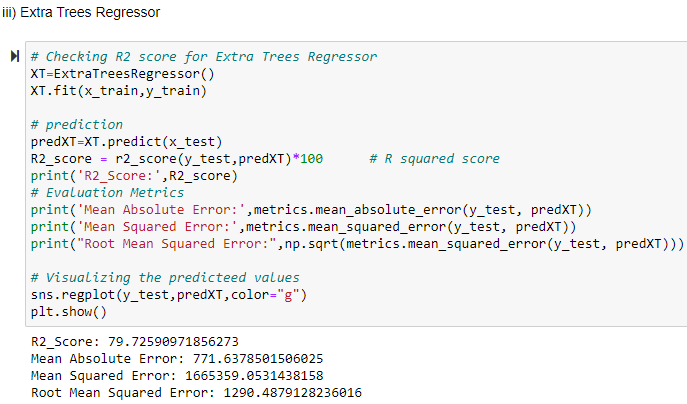 iii) Extra Trees Regressor
# Checking R2 score for Extra Trees Regressor
XT=ExtraTreesRegressor()
XT.fit(x_train,y_train)
# prediction
predXT=XT.predict(x_test)
R2_score = r2_score(y_test,predXT)*100      # R squared score
print('R2_Score:',R2_score)
# Evaluation Metrics
print('Mean Absolute Error:',metrics.mean_absolute_error(y_test, predXT))
print('Mean Squared Error:',metrics.mean_squared_error(y_test, predXT))
print("Root Mean Squared Error:",np.sqrt(metrics.mean_squared_error(y_test, predXT)))
# Visualizing the predicteed values
sns.regplot(y_test,predXT,color="g")
plt.show()
R2_Score: 79.72590971856273
Mean Absolute Error: 771.6378501506025
Mean Squared Error: 1665359.0531438158
Root Mean Squared Error: 1290.4879128236016